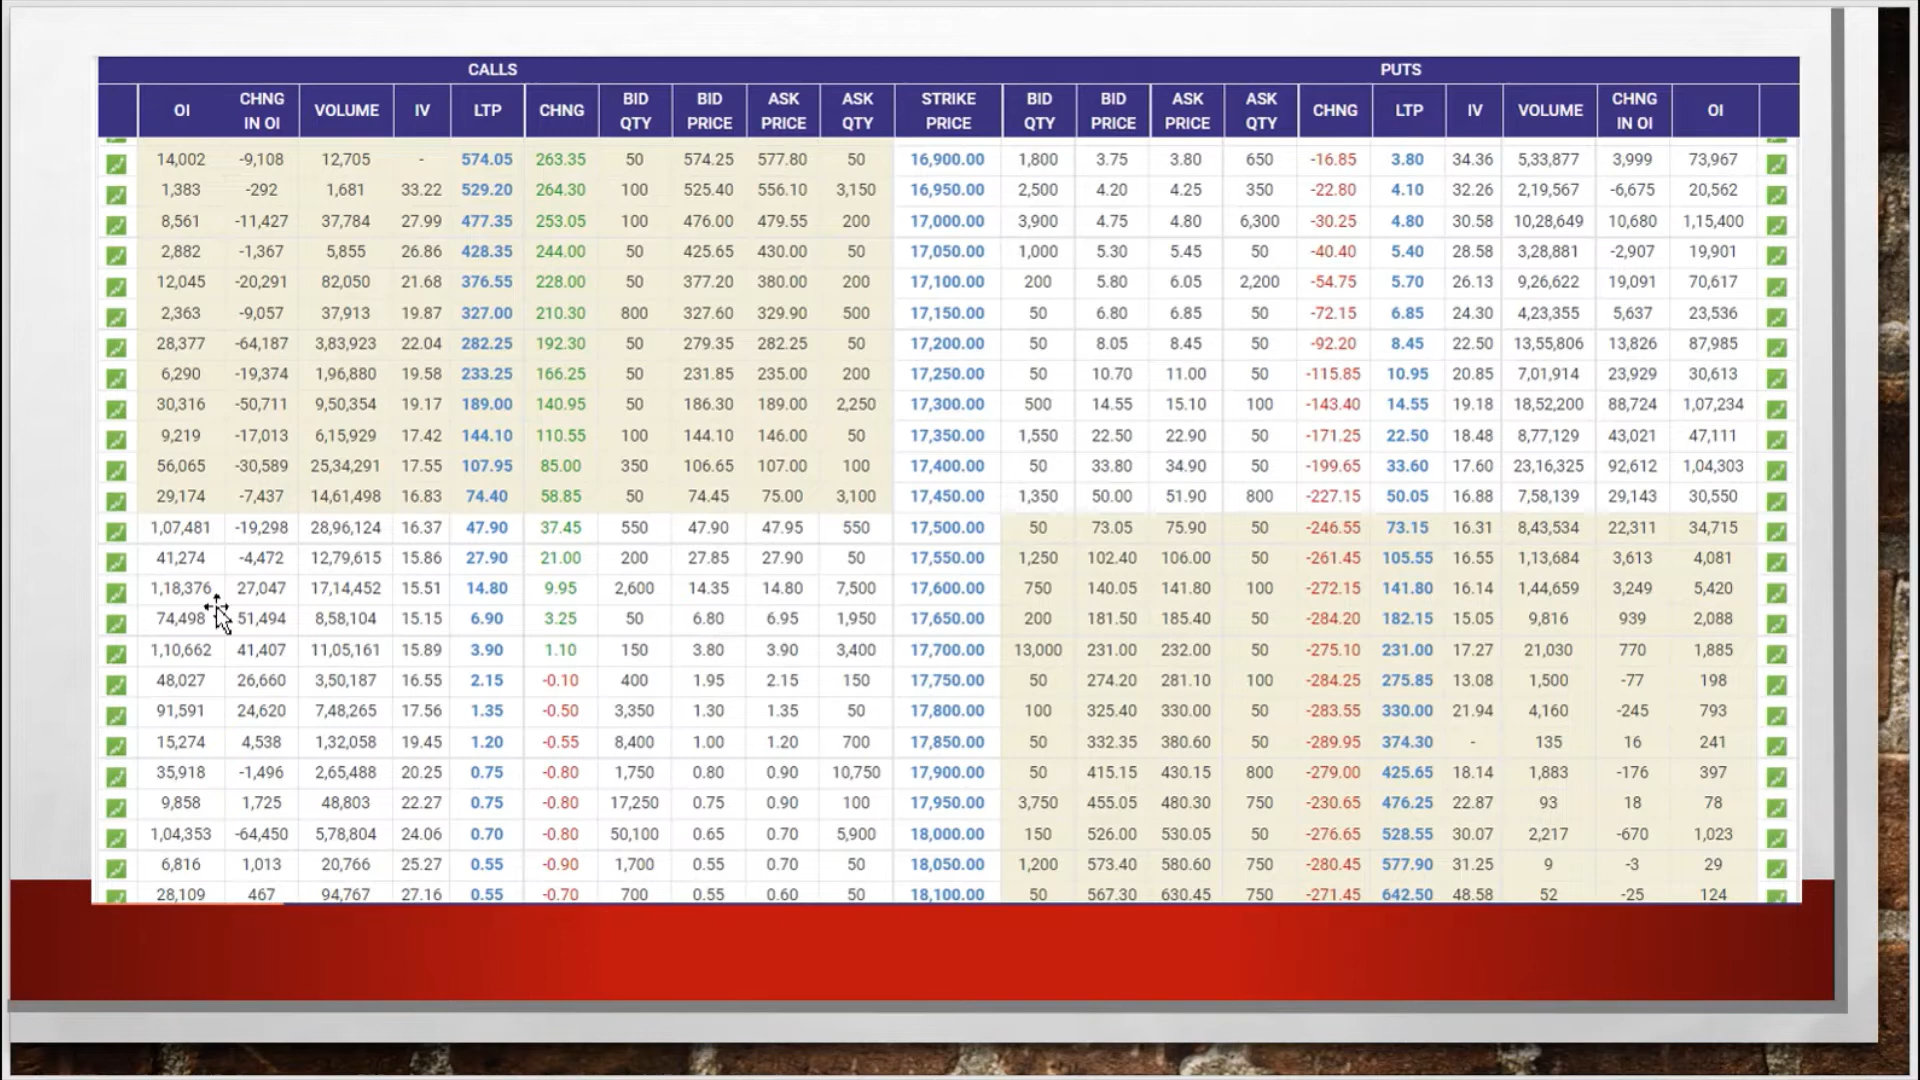 CALLS PUTS
OI CHNG IN OI VOLUME IV LTP CHNG BID QTY BID PRICE ASK PRICE ASK QTY STRIKE PRICE BID QTY BID PRICE ASK PRICE ASK QTY CHNG LTP IV VOLUME CHNG IN OI OI
14,002 -9,108 12,705 - 574.05 263.35 50 574.25 577.80 50 16,900.00 1,800 3.75 3.80 650 -16.85 3.80 34.36 5,33,877 3,999 73,967
1,383 -292 1,681 33.22 529.20 264.30 100 525.40 556.10 3,150 16,950.00 2,500 4.20 4.25 350 -22.80 4.10 32.26 2,19,567 -6,675 20,562
8,561 -11,427 37,784 27.99 477.35 253.05 100 476.00 479.55 200 17,000.00 3,900 4.75 4.80 6,300 -30.25 4.80 30.58 10,28,649 10,680 1,15,400
2,882 -1,367 5,855 26.86 428.35 244.00 50 425.65 430.00 50 17,050.00 1,000 5.30 5.45 50 -40.40 5.40 28.58 3,28,881 -2,907 19,901
12,045 -20,291 82,050 21.68 376.55 228.00 50 377.20 380.00 200 17,100.00 200 5.80 6.05 2,200 -54.75 5.70 26.13 9,26,622 19,091 70,617
2,363 -9,057 37,913 19.87 327.00 210.30 800 327.60 329.90 500 17,150.00 50 6.80 6.85 50 -72.15 6.85 24.30 4,23,355 5,637 23,536
28,377 -64,187 3,83,923 22.04 282.25 192.30 50 279.35 282.25 50 17,200.00 50 8.05 8.45 50 -92.20 8.45 22.50 13,55,806 13,826 87,985
6,290 -19,374 1,96,880 19.58 233.25 166.25 50 231.85 235.00 200 17,250.00 50 10.70 11.00 50 -115.85 10.95 20.85 7,01,914 23,929 30,613
30,316 -50,711 9,50,354 19.17 189.00 140.95 50 186.30 189.00 2,250 17,300.00 500 14.55 15.10 100 -143.40 14.55 19.18 18,52,200 88,724 1,07,234
9,219 -17,013 6,15,929 17.42 144.10 110.55 100 144.10 146.00 50 17,350.00 1,550 22.50 22.90 50 -171.25 22.50 18.48 8,77,129 43,021 47,111
56,065 -30,589 25,34,291 17.55 107.95 85.00 350 106.65 107.00 100 17,400.00 50 33.80 34.90 50 -199.65 33.60 17.60 23,16,325 92,612 1,04,303
29,174 -7,437 14,61,498 16.83 74.40 58.85 50 74.45 75.00 3,100 17,450.00 1,350 50.00 51.90 800 -227.15 50.05 16.88 7,58,139 29,143 30,550
1,07,481 -19,298 28,96,124 16.37 47.90 37.45 550 47.90 47.95 550 17,500.00 50 73.05 75.90 50 -246.55 73.15 16.31 8,43,534 22,311 34,715
41,274 -4,472 12,79,615 15.86 27.90 21.00 200 27.85 27.90 50 17,550.00 1,250 102.40 106.00 50 -261.45 105.55 16.55 1,13,684 3,613 4,081
1,18,376 27,047 17,14,452 15.51 14.80 9.95 2,600 14.35 14.80 7,500 17,600.00 750 140.05 141.80 100 -272.15 141.80 16.14 1,44,659 3,249 5,420
74,498 51,494 8,58,104 15.15 6.90 3.25 50 6.80 6.95 1,950 17,650.00 200 181.50 185.40 50 -284.20 182.15 15.05 9,816 939 2,088
1,10,662 41,407 11,05,161 15.89 3.90 1.10 150 3.80 3.90 3,400 17,700.00 13,000 231.00 232.00 50 -275.10 231.00 17.27 21,030 770 1,885
48,027 26,660 3,50,187 16.55 2.15 -0.10 400 1.95 2.15 150 17,750.00 50 274.20 281.10 100 -284.25 275.85 13.08 1,500 -77 198
91,591 24,620 7,48,265 17.56 1.35 -0.50 3,350 1.30 1.35 50 17,800.00 100 325.40 330.00 50 -283.55 330.00 21.94 4,160 -245 793
15,274 4,538 1,32,058 19.45 1.20 -0.55 8,400 1.00 1.20 700 17,850.00 50 332.35 380.60 50 -289.95 374.30 - 135 16 241
35,918 -1,496 2,65,488 20.25 0.75 -0.80 1,750 0.80 0.90 10,750 17,900.00 50 415.15 430.15 800 -279.00 425.65 18.14 1,883 -176 397
9,858 1,725 48,803 22.27 0.75 -0.80 17,250 0.75 0.90 100 17,950.00 3,750 455.05 480.30 750 -230.65 476.25 22.87 93 18 78
1,04,353 -64,450 5,78,804 24.06 0.70 -0.80 50,100 0.65 0.70 5,900 18,000.00 150 526.00 530.05 50 -276.65 528.55 30.07 2,217 -670 1,023
6,816 1,013 20,766 25.27 0.55 -0.90 1,700 0.55 0.70 50 18,050.00 1,200 573.40 580.60 750 -280.45 577.90 31.25 9 -3 29
28,109 467 94,767 27.16 0.55 -0.70 700 0.55 0.60 50 18,100.00 50 567.30 630.45 750 -271.45 642.50 48.58 52 -25 124